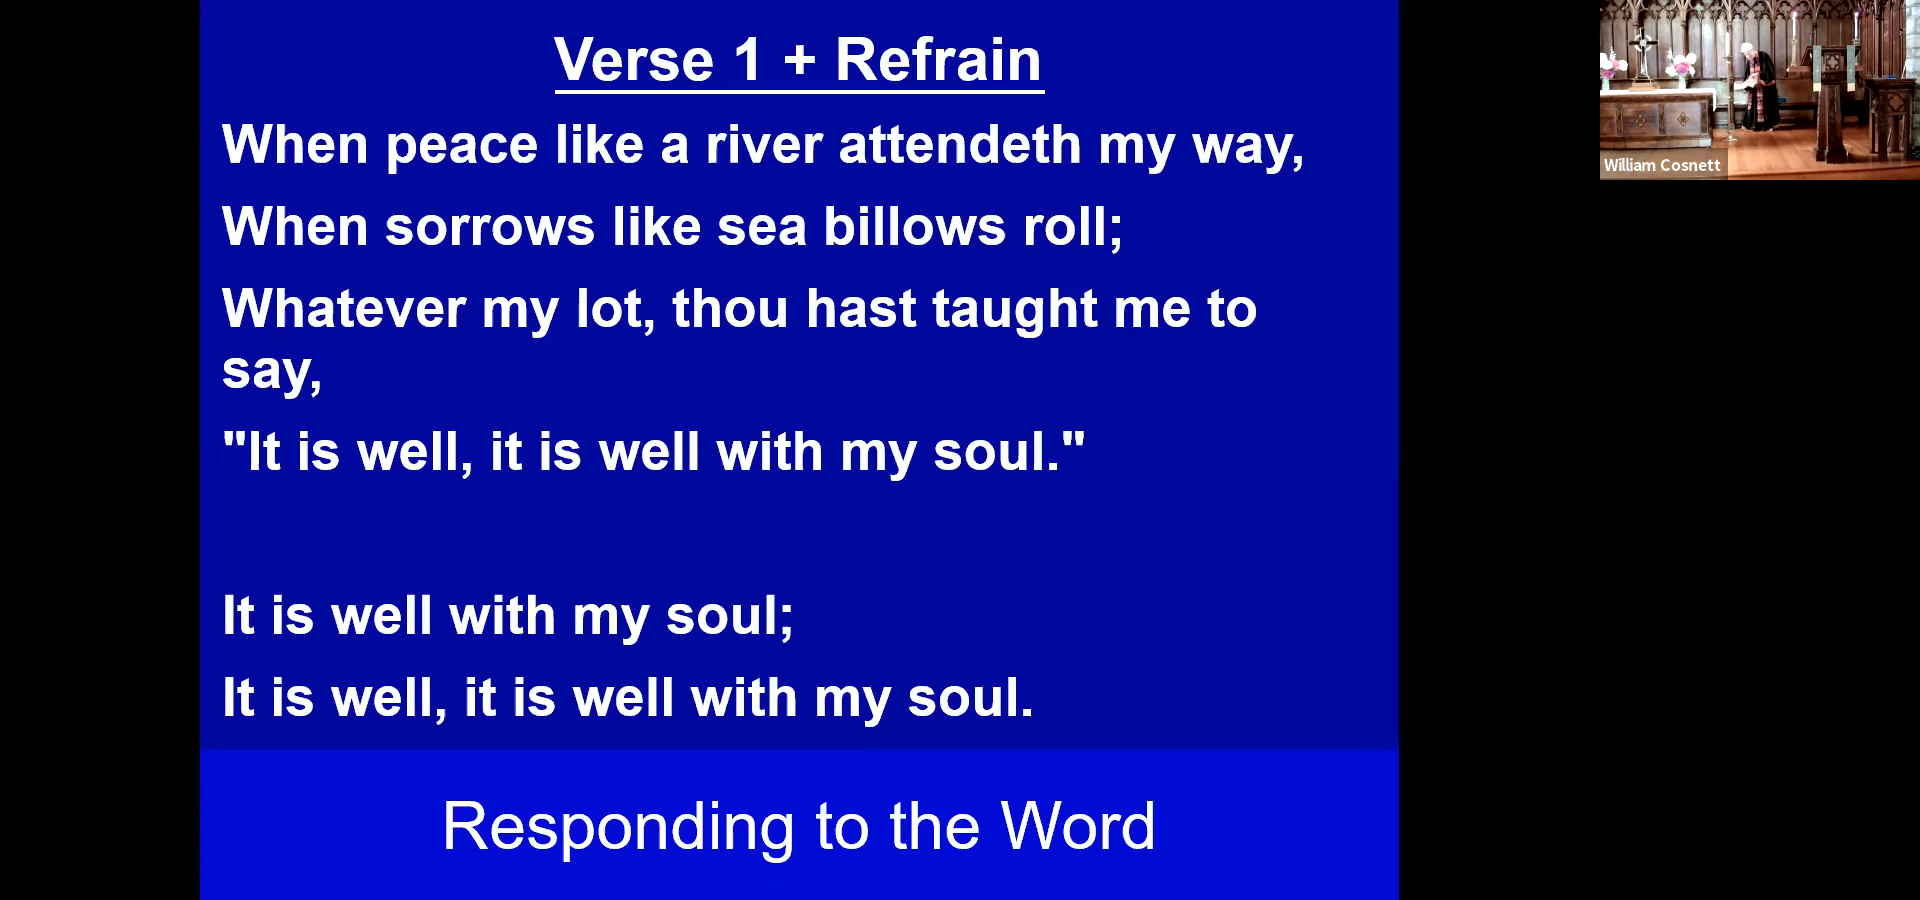 Verse 1 + Refrain
When peace like a river attendeth my way,
When sorrows like sea billows roll;
Whatever my lot, thou hast taught me to
say,
"It is well, it is well with my soul."
It is well with my soul;
It is well, it is well with my soul.
Responding to the Word
William Cosnett